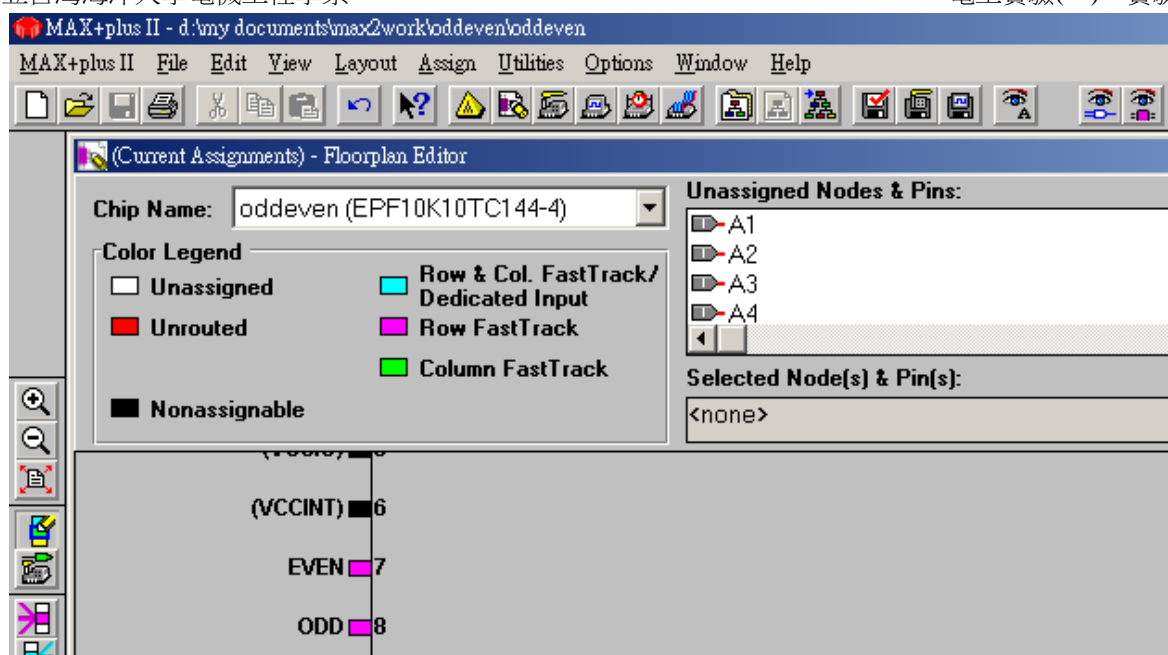 MAX+plus II - d:\my documents\max2work\oddeven\oddeven
MAX+plus II File Edit View Layout Assign Utilities Options Window Help
(Current Assignments) - Floorplan Editor
Chip Name: oddeven (EPF10K10TC144-4)
Color Legend
Unassigned
Unrouted
Nonassignable
Row & Col. FastTrack/
Dedicated Input
Row FastTrack
Column FastTrack
Unassigned Nodes & Pins:
A1
A2
A3
A4
Selected Node(s) & Pin(s):
<none>
(VCCINT) 6
EVEN 7
ODD 8